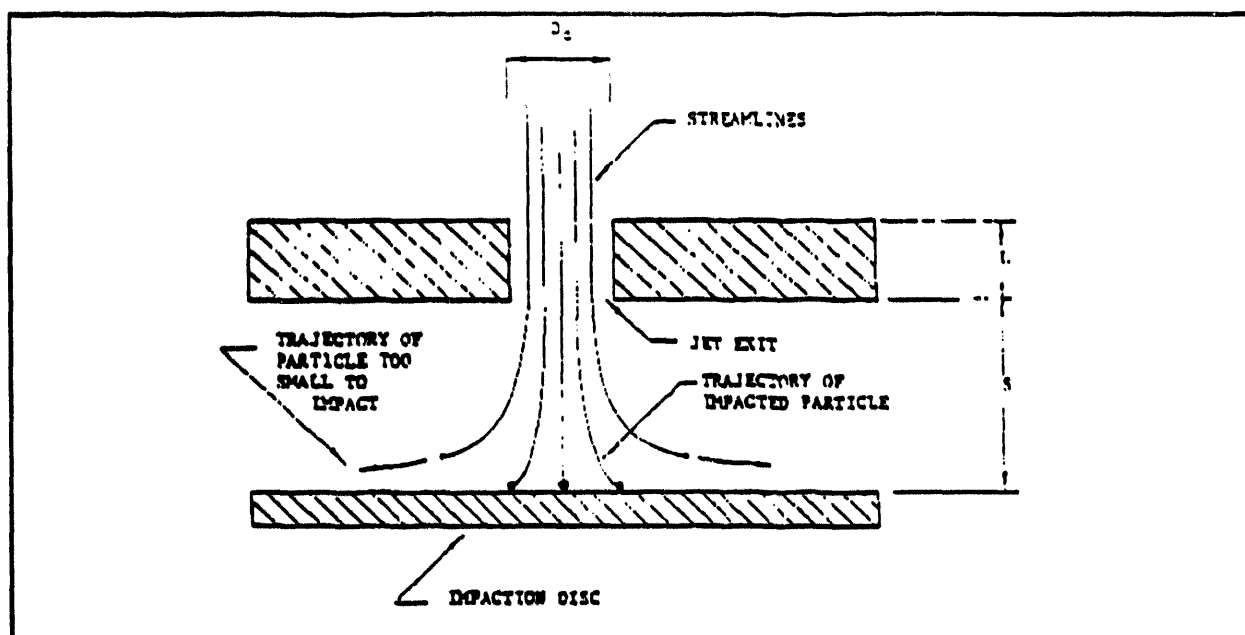 STREAMLINES
JET EXIT
TRAJECTORY OF
PARTICLE TOO
SMALL TO
IMPACT
TRAJECTORY OF
IMPACTED PARTICLE
S
IMPACTION DISC